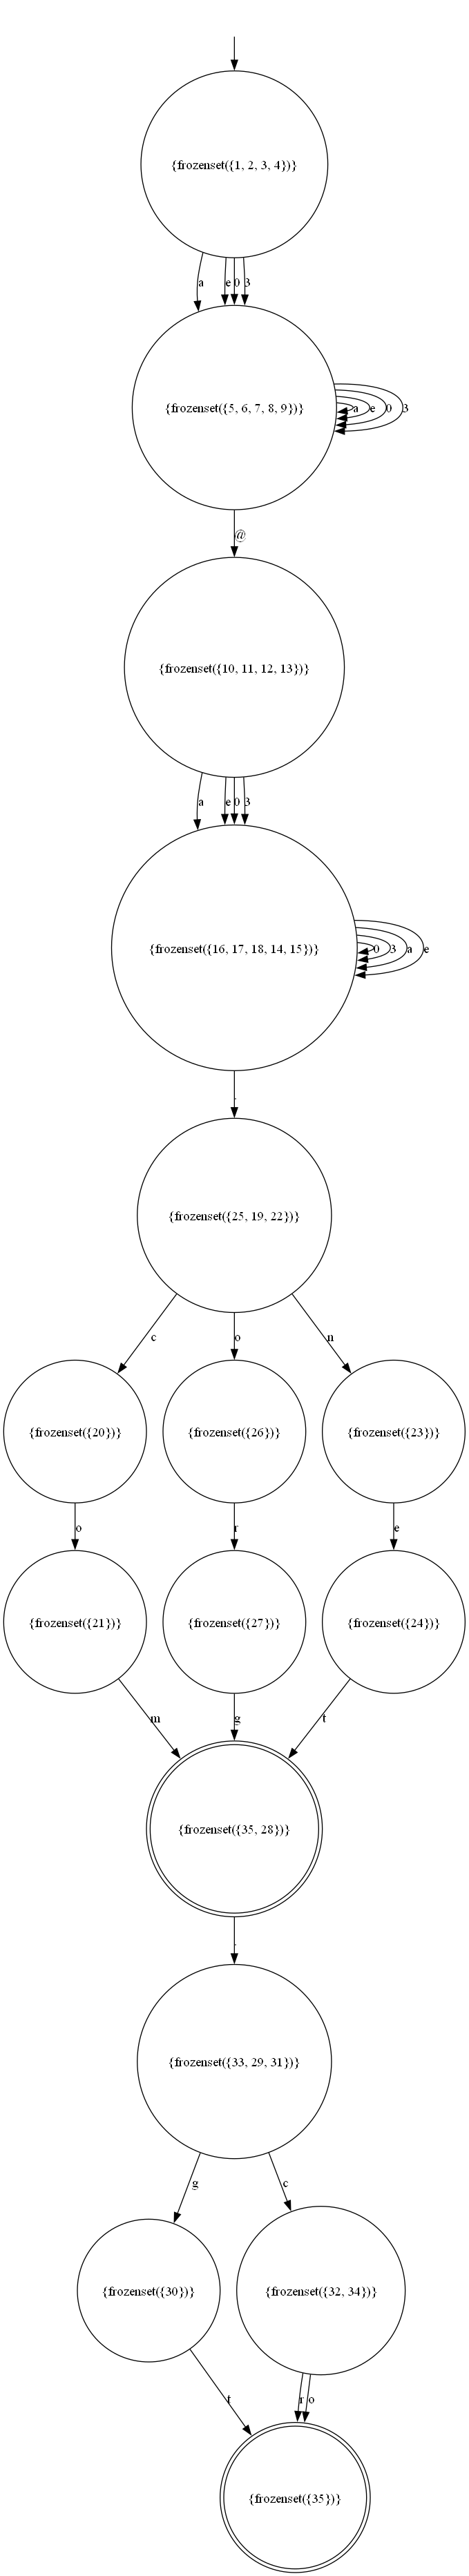 {frozenset({1, 2, 3, 4})}
a e 0 3
{frozenset({5, 6, 7, 8, 9})}
a e 0 3
@
{frozenset({10, 11, 12, 13})}
a e 0 3
{frozenset({16, 17, 18, 14, 15})}
0 3 a e
.
{frozenset({25, 19, 22})}
c o n
{frozenset({20})} {frozenset({26})} {frozenset({23})}
o r e
{frozenset({21})} {frozenset({27})} {frozenset({24})}
m g t
{frozenset({35, 28})}
.
{frozenset({33, 29, 31})}
g c
{frozenset({30})} {frozenset({32, 34})}
t r o
{frozenset({35})}